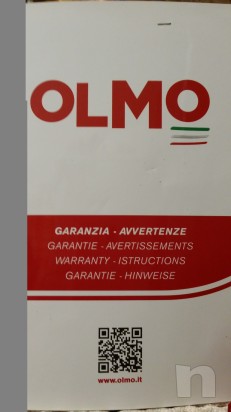 OLMO
GARANZIA - AVVERTENZE
GARANTIE - AVERTISSEMENTS
WARRANTY - ISTRUCTIONS
GARANTIE - HINWEISE
www.olmo.it
n